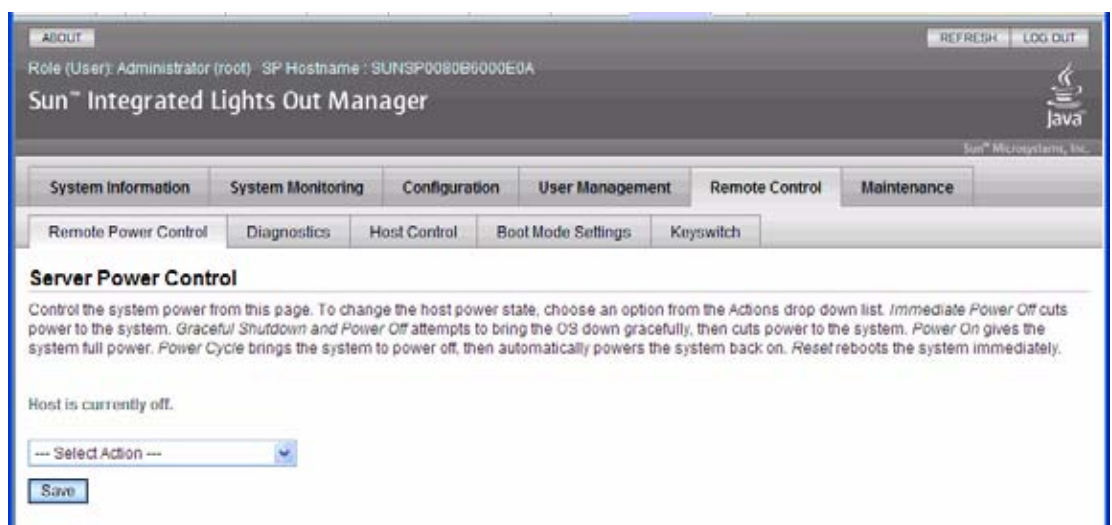 ABOUT
REFRESH LOG OUT
Role (User): Administrator (root) SP Hostname : SUNSP0080B6000E0A
Sun™ Integrated Lights Out Manager
Java
Sun™ Microsystems, Inc.
System Information System Monitoring Configuration User Management Remote Control Maintenance
Remote Power Control Diagnostics Host Control Boot Mode Settings Keyswitch
Server Power Control
Control the system power from this page. To change the host power state, choose an option from the Actions drop down list. Immediate Power Off cuts
power to the system. Graceful Shutdown and Power Off attempts to bring the OS down gracefully, then cuts power to the system. Power On gives the
system full power. Power Cycle brings the system to power off, then automatically powers the system back on. Reset reboots the system immediately.
Host is currently off.
--- Select Action ---
Save